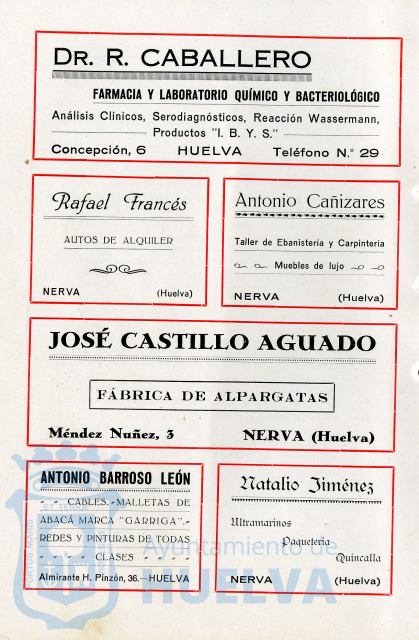 DR. R. CABALLERO
FARMACIA Y LABORATORIO QUÍMICO Y BACTERIOLÓGICO
Análisis Clínicos, Serodiagnósticos, Reacción Wassermann,
Productos "I. B. Y. S."
Concepción, 6 HUELVA Teléfono N.° 29
Rafael Francés
AUTOS DE ALQUILER
NERVA (Huelva)
Antonio Cañizares
Taller de Ebanistería y Carpintería
Muebles de lujo
NERVA (Huelva)
JOSÉ CASTILLO AGUADO
FÁBRICA DE ALPARGATAS
Méndez Nuñez, 3 NERVA (Huelva)
ANTONIO BARROSO LEÓN
- - CABLES.-MALLETAS DE
ABACÁ MARCA "GARRIGA".-
REDES Y PINTURAS DE TODAS
- - - - CLASES - - - -
Almirante H. Pinzón, 36.-HUELVA
Natalio Jiménez
Ultramarinos
Paquetería
Quincalla
NERVA (Huelva)
Ayuntamiento de
HUELVA